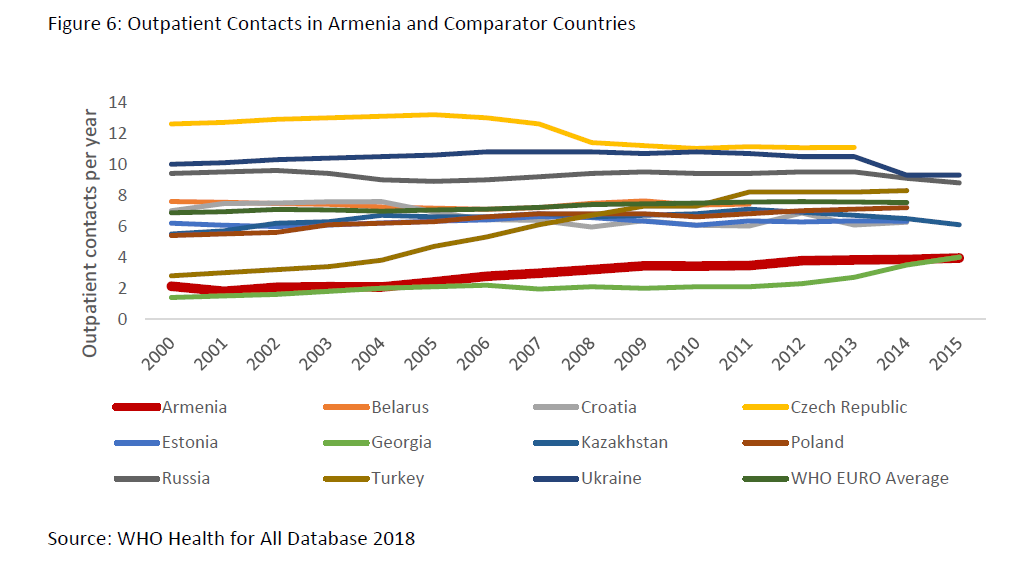 Figure 6: Outpatient Contacts in Armenia and Comparator Countries
Outpatient contacts per year
14
12
10
8
6
4
2
0
2000 2001 2002 2003 2004 2005 2006 2007 2008 2009 2010 2011 2012 2013 2014 2015
Armenia Belarus Croatia Czech Republic
Estonia Georgia Kazakhstan Poland
Russia Turkey Ukraine WHO EURO Average
Source: WHO Health for All Database 2018